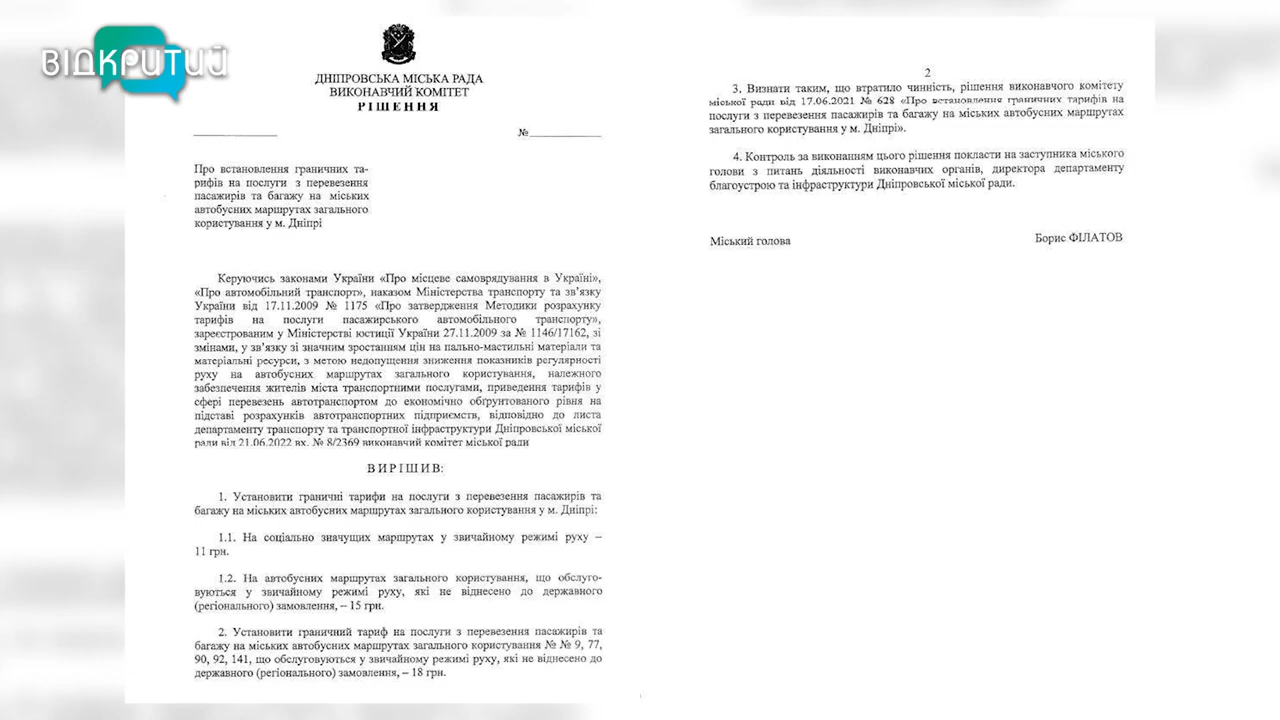 ВІДКРИТИЙ
ДНІПРОВСЬКА МІСЬКА РАДА
ВИКОНАВЧИЙ КОМІТЕТ
РІШЕННЯ
№
Про встановлення граничних та-
рифів на послуги з перевезення
пасажирів та багажу на міських
автобусних маршрутах загального
користування у м. Дніпрі
Керуючись законами України «Про місцеве самоврядування в Україні»,
«Про автомобільний транспорт», наказом Міністерства транспорту та зв’язку
України від 17.11.2009 № 1175 «Про затвердження Методики розрахунку
тарифів на послуги пасажирського автомобільного транспорту»,
зареєстрованим у Міністерстві юстиції України 27.11.2009 за № 1146/17162, зі
змінами, у зв’язку зі значним зростанням цін на пально-мастильні матеріали та
матеріальні ресурси, з метою недопущення зниження показників регулярності
руху на автобусних маршрутах загального користування, належного
забезпечення жителів міста транспортними послугами, приведення тарифів у
сфері перевезень автотранспортом до економічно обґрунтованого рівня на
підставі розрахунків автотранспортних підприємств, відповідно до листа
департаменту транспорту та транспортної інфраструктури Дніпровської міської
ради від 21.06.2022 вх. № 8/2369 виконавчий комітет міської ради
ВИРІШИВ:
1. Установити граничні тарифи на послуги з перевезення пасажирів та
багажу на міських автобусних маршрутах загального користування у м. Дніпрі:
1.1. На соціально значущих маршрутах у звичайному режимі руху –
11 грн.
1.2. На автобусних маршрутах загального користування, що обслуго-
вуються у звичайному режимі руху, які не віднесено до державного
(регіонального) замовлення, – 15 грн.
2. Установити граничний тариф на послуги з перевезення пасажирів та
багажу на міських автобусних маршрутах загального користування № № 9, 77,
90, 92, 141, що обслуговуються у звичайному режимі руху, які не віднесено до
державного (регіонального) замовлення, – 18 грн.
2
3. Визнати таким, що втратило чинність, рішення виконавчого комітету
міської ради від 17.06.2021 № 628 «Про встановлення граничних тарифів на
послуги з перевезення пасажирів та багажу на міських автобусних маршрутах
загального користування у м. Дніпрі».
4. Контроль за виконанням цього рішення покласти на заступника міського
голови з питань діяльності виконавчих органів, директора департаменту
благоустрою та інфраструктури Дніпровської міської ради.
Міський голова
Борис ФІЛАТОВ